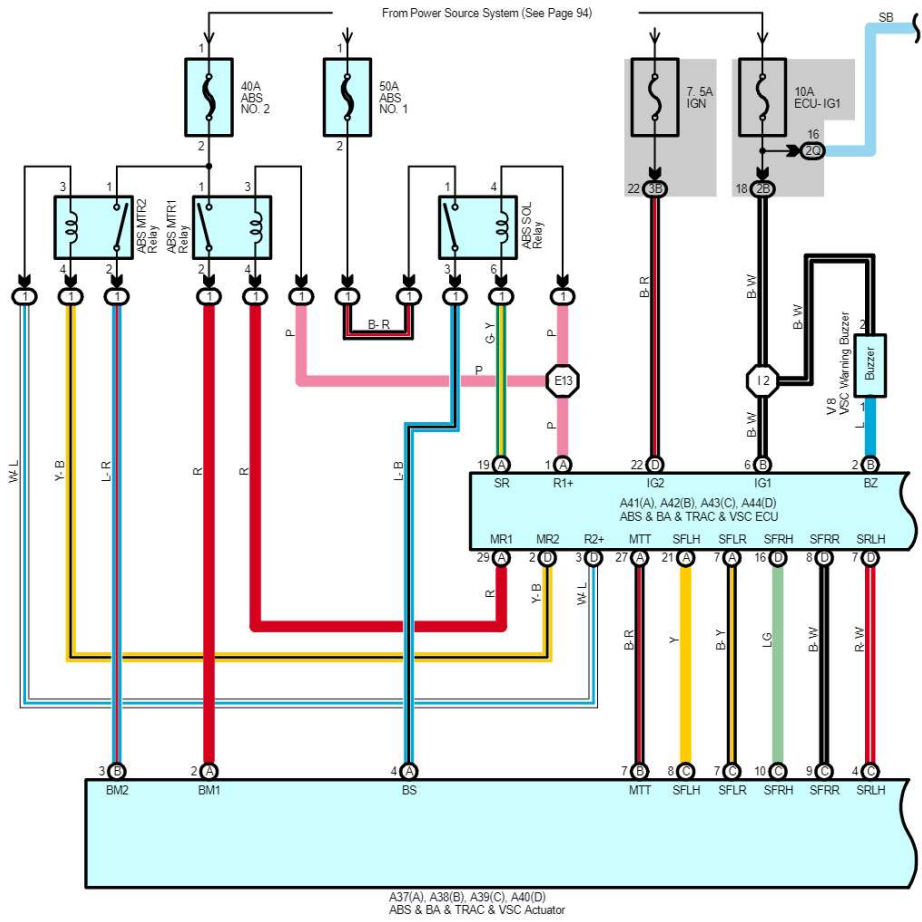 From Power Source System (See Page 94)
SB
1
1
40A
ABS
NO. 2
50A
ABS
NO. 1
7. 5A
IGN
10A
ECU- IG1
2
2
16
2Q
22 3B
18 2B
3
1
1
3
1
4
ABS MTR2
Relay
ABS MTR1
Relay
ABS SOL
Relay
4
2
2
4
3
6
1
1
1
1
1
1
1
1
1
1
1
B- R
P
G- Y
P
B- R
B- W
B- W
2
Buzzer
V 8
VSC Warning Buzzer
1
P
E13
I 2
W- L
Y- B
L- R
R
R
L- B
P
B- W
L
19 A
1 A
22 D
6 B
2 B
SR
R1+
IG2
IG1
BZ
A41(A), A42(B), A43(C), A44(D)
ABS & BA & TRAC & VSC ECU
MR1
MR2
R2+
MTT
SFLH
SFLR
SFRH
SFRR
SRLH
29 A
2 D
3 D
27 A
21 A
7 A
16 D
8 D
7 D
R
Y- B
W- L
B- R
Y
B- Y
LG
B- W
R- W
3 B
2 A
4 A
7 B
8 C
7 C
10 C
9 C
4 C
BM2
BM1
BS
MTT
SFLH
SFLR
SFRH
SFRR
SRLH
A37(A), A38(B), A39(C), A40(D)
ABS & BA & TRAC & VSC Actuator